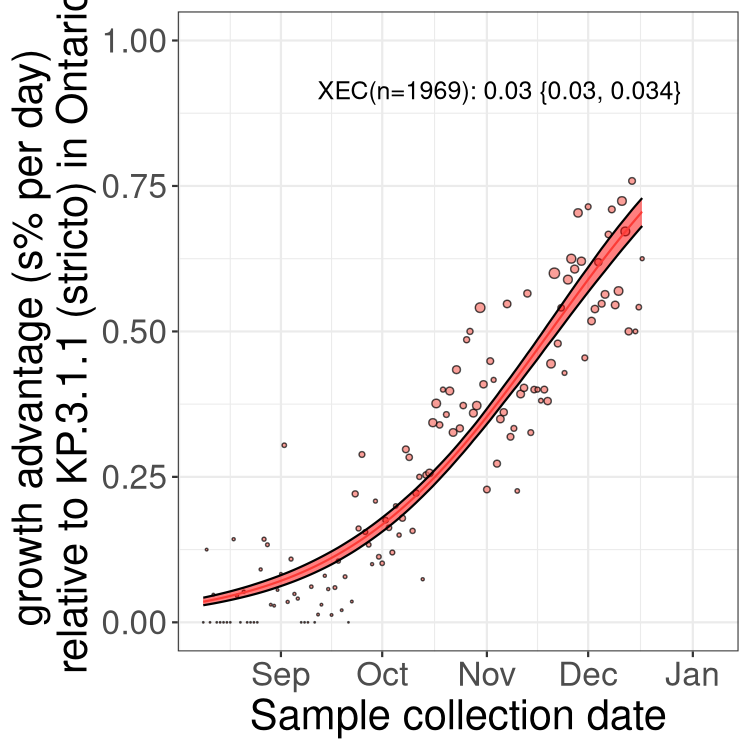 growth advantage (s% per day)
relative to KP.3.1.1 (stricto) in Ontario
1.00
0.75
0.50
0.25
0.00
XEC(n=1969): 0.03 {0.03, 0.034}
Sep Oct Nov Dec Jan
Sample collection date